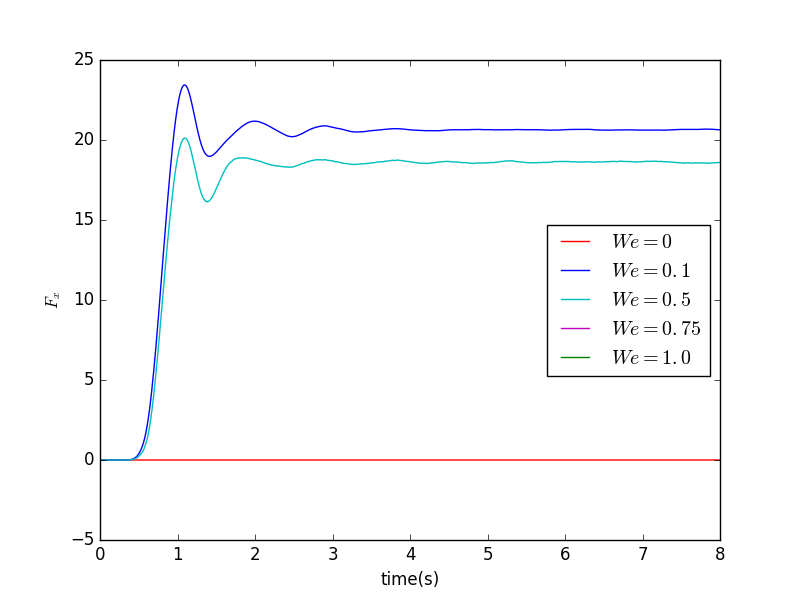 25
20
15
10
5
0
−5
F_x
We = 0
We = 0.1
We = 0.5
We = 0.75
We = 1.0
0 1 2 3 4 5 6 7 8
time(s)